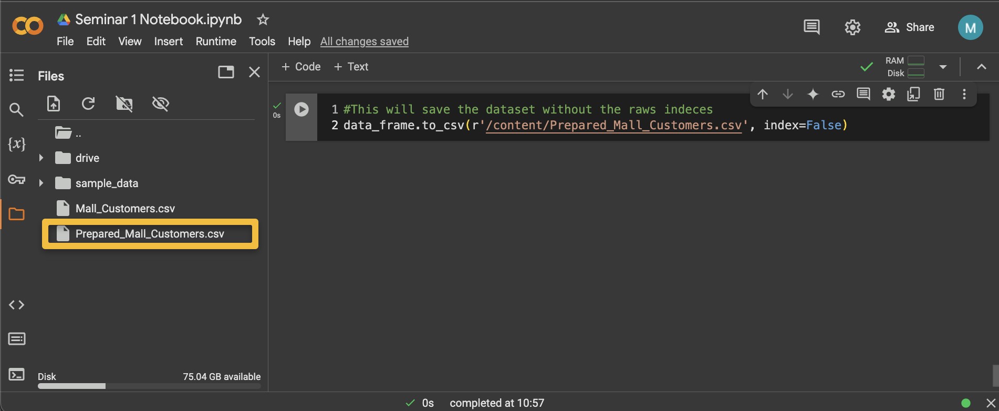 Seminar 1 Notebook.ipynb
File Edit View Insert Runtime Tools Help All changes saved
Share
M
Files
+ Code + Text
RAM
Disk
..
drive
sample_data
Mall_Customers.csv
Prepared_Mall_Customers.csv
{x}
0s
1 #This will save the dataset without the raws indeces
2 data_frame.to_csv(r'/content/Prepared_Mall_Customers.csv', index=False)
Disk 75.04 GB available
0s completed at 10:57